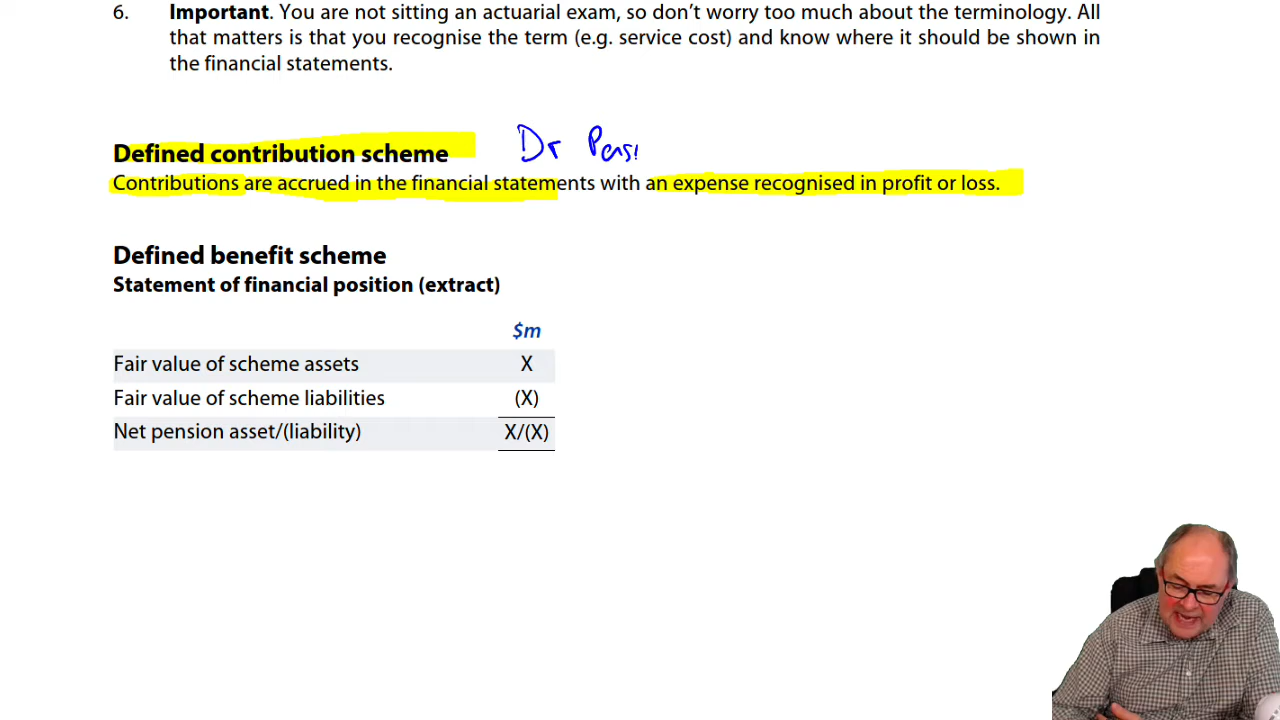 6. Important. You are not sitting an actuarial exam, so don’t worry too much about the terminology. All
that matters is that you recognise the term (e.g. service cost) and know where it should be shown in
the financial statements.
Defined contribution scheme Dr Pens
Contributions are accrued in the financial statements with an expense recognised in profit or loss.
Defined benefit scheme
Statement of financial position (extract)
$m
Fair value of scheme assets X
Fair value of scheme liabilities (X)
Net pension asset/(liability) X/(X)